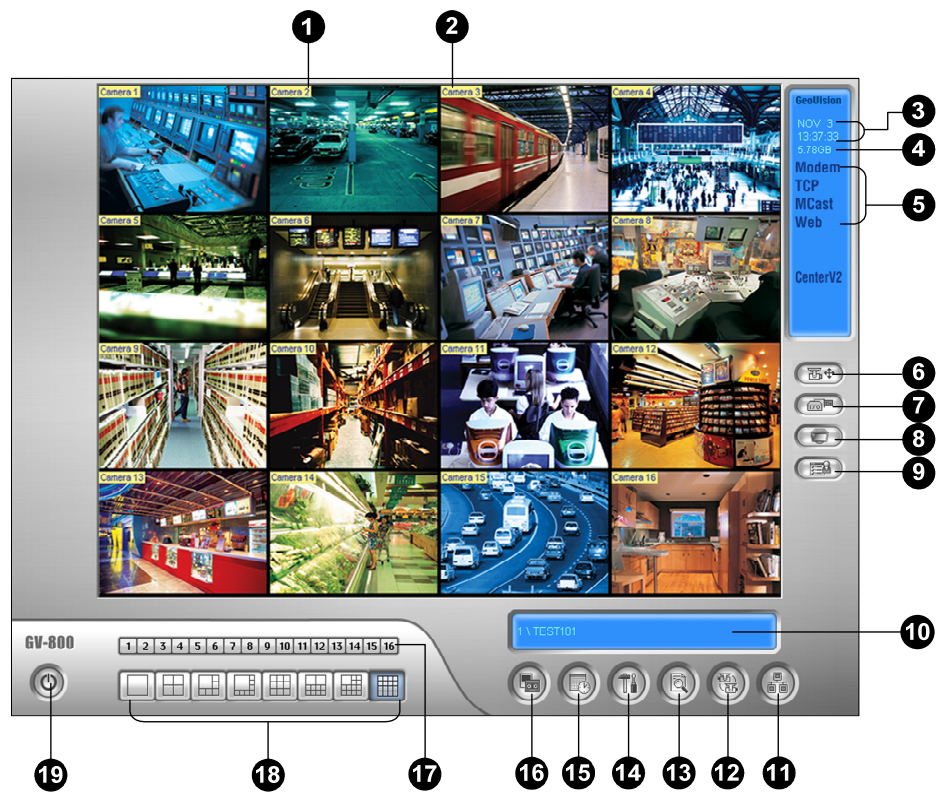 1
2
Camera 1
Camera 2
Camera 3
Camera 4
GeoVision
NOV 3
13:37:33
5.78GB
Modem
TCP
MCast
Web
CenterV2
3
4
5
Camera 5
Camera 6
Camera 7
Camera 8
Camera 9
Camera 10
Camera 11
Camera 12
6
7
8
9
Camera 13
Camera 14
Camera 15
Camera 16
GV-800
1 2 3 4 5 6 7 8 9 10 11 12 13 14 15 16
1 \ TEST101
10
19
18
17
16
15
14
13
12
11